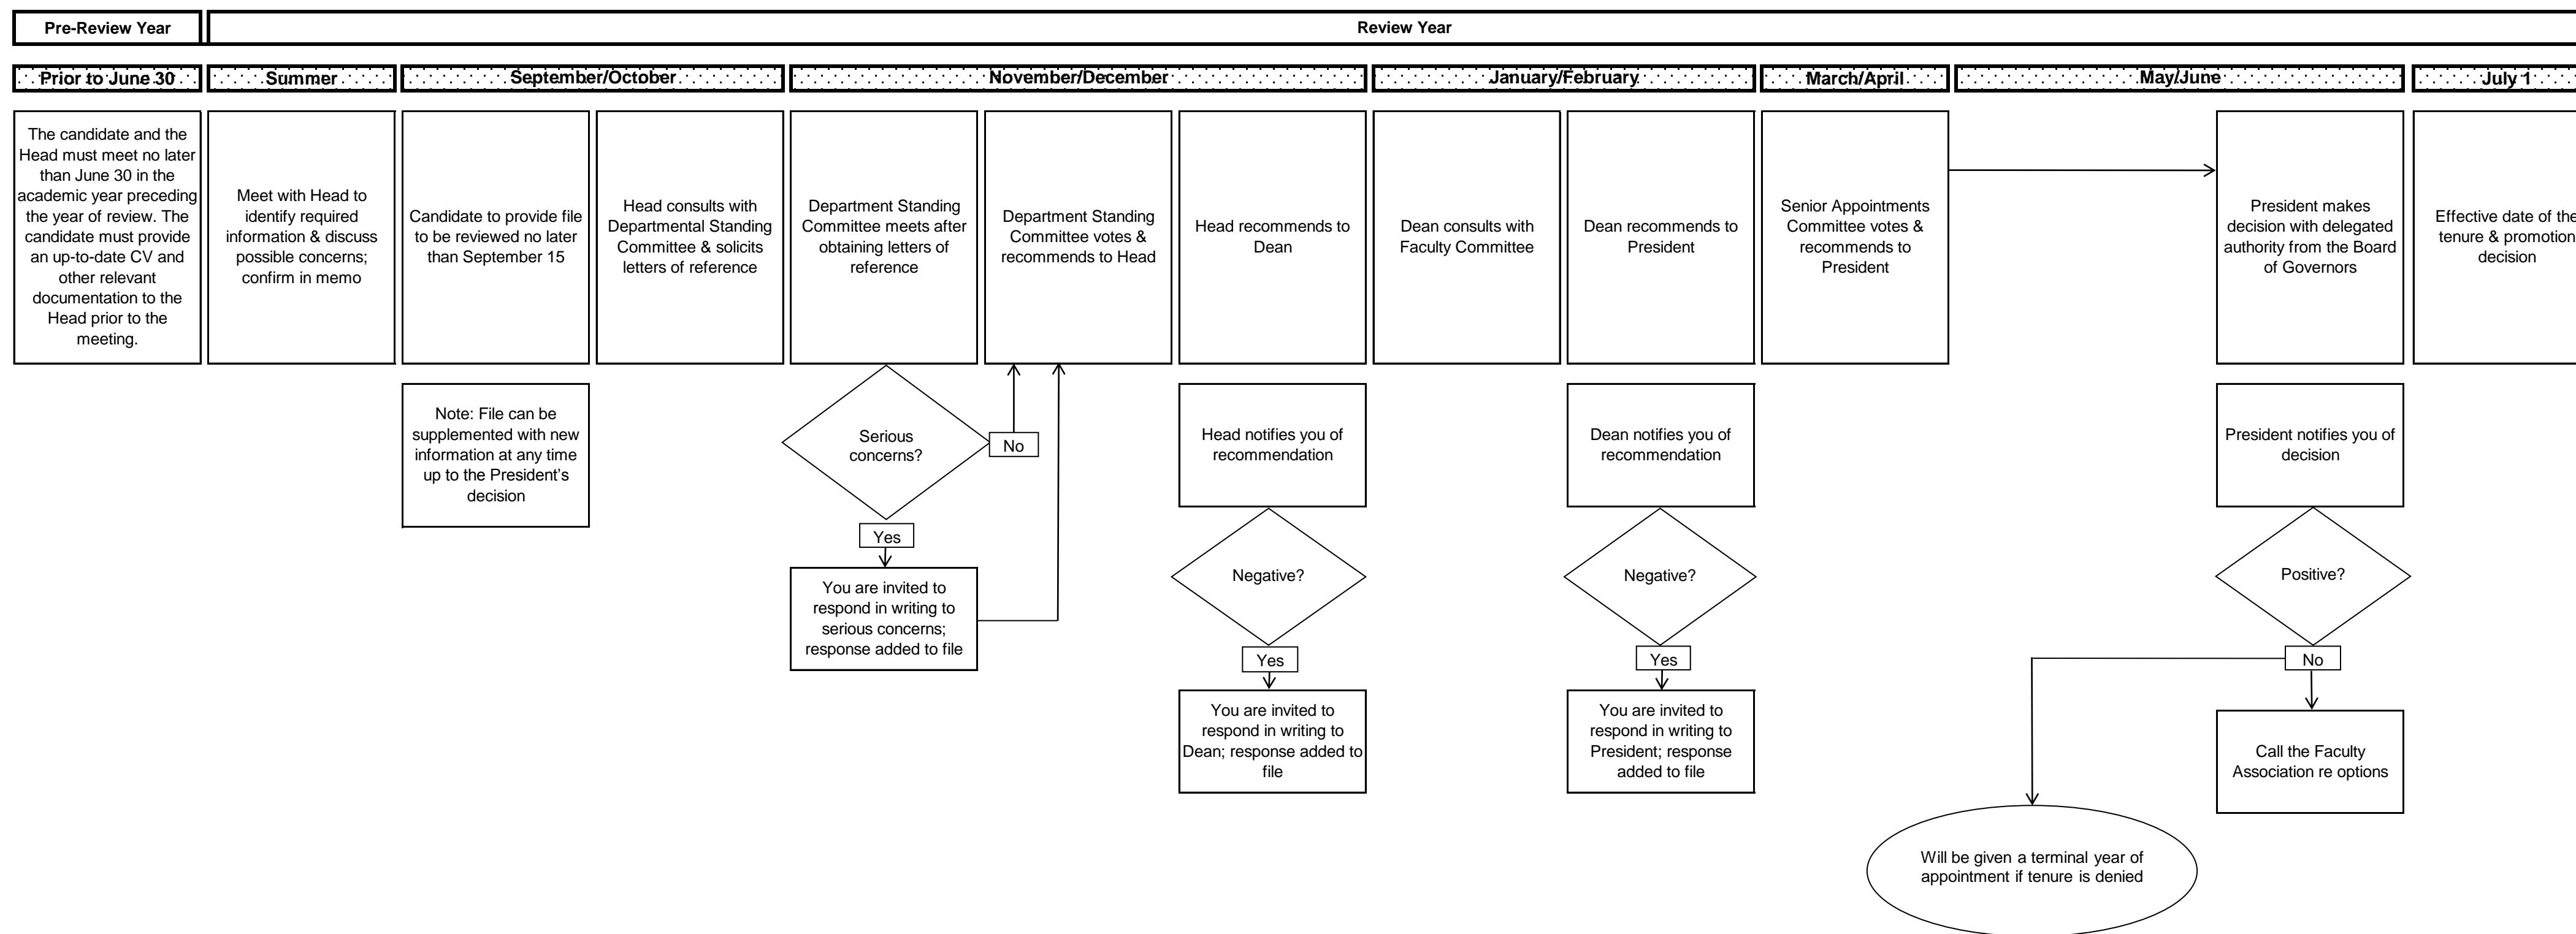 Pre-Review Year
Review Year
Prior to June 30
Summer
September/October
November/December
January/February
March/April
May/June
July 1
The candidate and the
Head must meet no later
than June 30 in the
academic year preceding
the year of review. The
candidate must provide
an up-to-date CV and
other relevant
documentation to the
Head prior to the
meeting.
Meet with Head to
identify required
information & discuss
possible concerns;
confirm in memo
Candidate to provide file
to be reviewed no later
than September 15
Head consults with
Departmental Standing
Committee & solicits
letters of reference
Department Standing
Committee meets after
obtaining letters of
reference
Department Standing
Committee votes &
recommends to Head
Head recommends to
Dean
Dean consults with
Faculty Committee
Dean recommends to
President
Senior Appointments
Committee votes &
recommends to
President
President makes
decision with delegated
authority from the Board
of Governors
Effective date of the
tenure & promotion
decision
Note: File can be
supplemented with new
information at any time
up to the President's
decision
Serious
concerns?
No
Yes
You are invited to
respond in writing to
serious concerns;
response added to file
Head notifies you of
recommendation
Negative?
Yes
You are invited to
respond in writing to
Dean; response added to
file
Dean notifies you of
recommendation
Negative?
Yes
You are invited to
respond in writing to
President; response
added to file
President notifies you of
decision
Positive?
No
Call the Faculty
Association re options
Will be given a terminal year of
appointment if tenure is denied